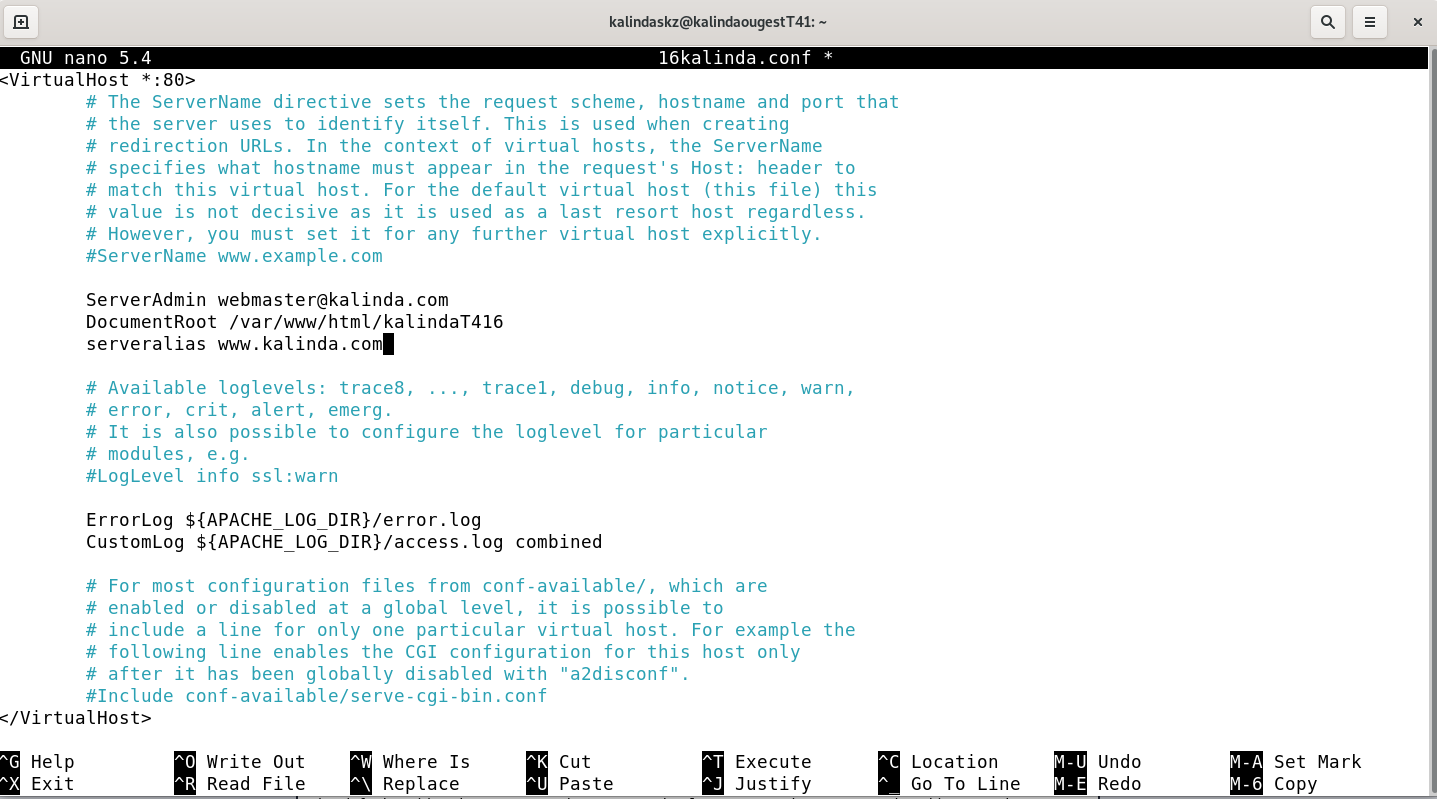 kalindaskz@kalindaougestT41: ~
GNU nano 5.4 16kalinda.conf *
<VirtualHost *:80>
# The ServerName directive sets the request scheme, hostname and port that
# the server uses to identify itself. This is used when creating
# redirection URLs. In the context of virtual hosts, the ServerName
# specifies what hostname must appear in the request's Host: header to
# match this virtual host. For the default virtual host (this file) this
# value is not decisive as it is used as a last resort host regardless.
# However, you must set it for any further virtual host explicitly.
#ServerName www.example.com
ServerAdmin webmaster@kalinda.com
DocumentRoot /var/www/html/kalindaT416
serveralias www.kalinda.com
# Available loglevels: trace8, ..., trace1, debug, info, notice, warn,
# error, crit, alert, emerg.
# It is also possible to configure the loglevel for particular
# modules, e.g.
#LogLevel info ssl:warn
ErrorLog ${APACHE_LOG_DIR}/error.log
CustomLog ${APACHE_LOG_DIR}/access.log combined
# For most configuration files from conf-available/, which are
# enabled or disabled at a global level, it is possible to
# include a line for only one particular virtual host. For example the
# following line enables the CGI configuration for this host only
# after it has been globally disabled with "a2disconf".
#Include conf-available/serve-cgi-bin.conf
</VirtualHost>
^G Help ^O Write Out ^W Where Is ^K Cut ^T Execute ^C Location M-U Undo M-A Set Mark
^X Exit ^R Read File ^\ Replace ^U Paste ^J Justify ^_ Go To Line M-E Redo M-6 Copy